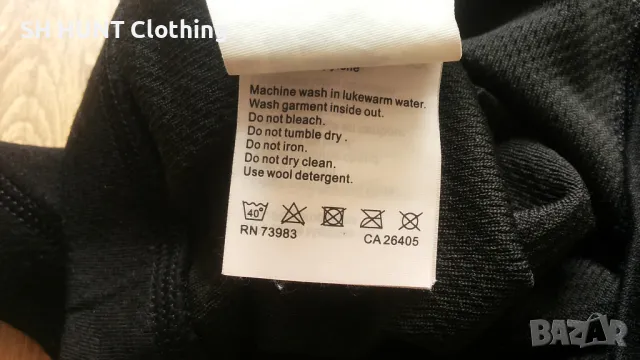 SH HUNT Clothing
Machine wash in lukewarm water.
Wash garment inside out.
Do not bleach.
Do not tumble dry .
Do not iron.
Do not dry clean.
Use wool detergent.
40°
RN 73983 CA 26405
BAZAR